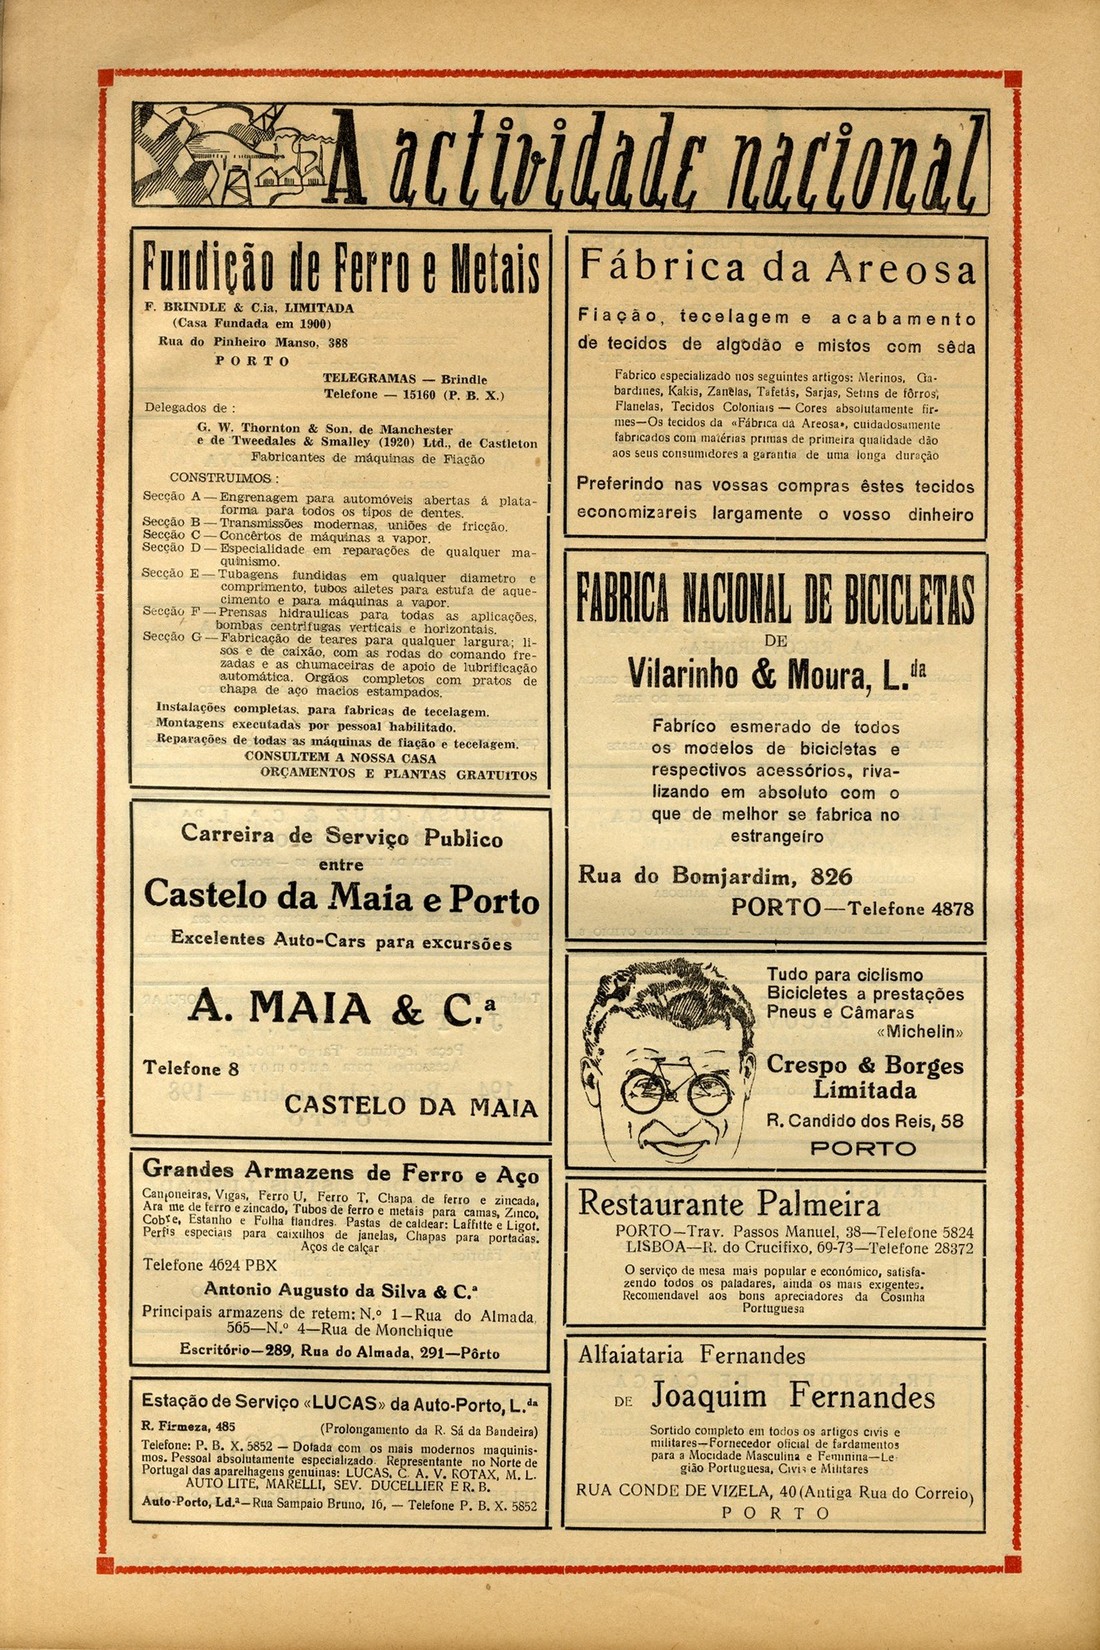 A actividade nacional
Fundição de Ferro e Metais
F. BRINDLE & C.ia, LIMITADA
(Casa Fundada em 1900)
Rua do Pinheiro Manso, 388
PORTO
TELEGRAMAS — Brindle
Telefone — 15160 (P. B. X.)
Delegados de :
G. W. Thornton & Son, de Manchester
e de Tweedales & Smalley (1920) Ltd., de Castleton
Fabricantes de máquinas de Fiação
CONSTRUIMOS :
Secção A — Engrenagem para automóveis abertas á plata-
forma para todos os tipos de dentes.
Secção B — Transmissões modernas, uniões de fricção.
Secção C — Concêrtos de máquinas a vapor.
Secção D — Especialidade em reparações de qualquer ma-
quinismo.
Secção E — Tubagens fundidas em qualquer diametro e
comprimento, tubos ailetes para estufa de aque-
cimento e para máquinas a vapor.
Secção F — Prensas hidraulicas para todas as aplicações,
bombas centrifugas verticais e horizontais.
Secção G — Fabricação de teares para qualquer largura; li-
sos e de caixão, com as rodas do comando fre-
zadas e as chumaceiras de apoio de lubrificação
automática. Orgãos completos com pratos de
chapa de aço macios estampados.
Instalações completas, para fabricas de tecelagem.
Montagens executadas por pessoal habilitado.
Reparações de todas as máquinas de fiação e tecelagem.
CONSULTEM A NOSSA CASA
ORÇAMENTOS E PLANTAS GRATUITOS
Carreira de Serviço Publico
entre
Castelo da Maia e Porto
Excelentes Auto-Cars para excursões
A. MAIA & C.ª
Telefone 8
CASTELO DA MAIA
Grandes Armazens de Ferro e Aço
Cantoneiras, Vigas, Ferro U, Ferro T, Chapa de ferro e zincada,
Arame de ferro e zincado, Tubos de ferro e metais para camas, Zinco,
Cobre, Estanho e Folha flandres. Pastas de caldear: Laffitte e Ligot.
Perfis especiais para caixilhos de janelas, Chapas para portadas.
Aços de calçar
Telefone 4624 PBX
Antonio Augusto da Silva & C.ª
Principais armazens de retem: N.º 1—Rua do Almada,
565—N.º 4—Rua de Monchique
Escritório—289, Rua do Almada, 291—Pôrto
Estação de Serviço «LUCAS» da Auto-Porto, L.da
R. Firmeza, 485 (Prolongamento da R. Sá da Bandeira)
Telefone: P. B. X. 5852 — Dotada com os mais modernos maquinis-
mos. Pessoal absolutamente especializado. Representante no Norte de
Portugal das aparelhagens genuinas: LUCAS, C. A. V. ROTAX, M. L.
AUTO LITE, MARELLI, SEV. DUCELLIER E R. B.
Auto-Porto, Ld.ª—Rua Sampaio Bruno, 16, — Telefone P. B. X. 5852
Fábrica da Areosa
Fiação, tecelagem e acabamento
de tecidos de algodão e mistos com sêda
Fabrico especializado nos seguintes artigos: Merinos, Ga-
bardines, Kakis, Zanélas, Tafetás, Sarjas, Setins de fôrros,
Flanelas, Tecidos Coloniais — Cores absolutamente fir-
mes—Os tecidos da «Fábrica da Areosa», cuidadosamente
fabricados com matérias primas de primeira qualidade dão
aos seus consumidores a garantia de uma longa duração
Preferindo nas vossas compras êstes tecidos
economizareis largamente o vosso dinheiro
FABRICA NACIONAL DE BICICLETAS
DE
Vilarinho & Moura, L.da
Fabrico esmerado de todos
os modelos de bicicletas e
respectivos acessórios, riva-
lizando em absoluto com o
que de melhor se fabrica no
estrangeiro
Rua do Bomjardim, 826
PORTO—Telefone 4878
Tudo para ciclismo
Bicicletes a prestações
Pneus e Câmaras
«Michelin»
Crespo & Borges
Limitada
R. Candido dos Reis, 58
PORTO
Restaurante Palmeira
PORTO—Trav. Passos Manuel, 38—Telefone 5824
LISBOA—R. do Crucifixo, 69-73—Telefone 28372
O serviço de mesa mais popular e económico, satisfa-
zendo todos os paladares, ainda os mais exigentes.
Recomendavel aos bons apreciadores da Cosinha
Portuguesa
Alfaiataria Fernandes
DE Joaquim Fernandes
Sortido completo em todos os artigos civis e
militares—Fornecedor oficial de fardamentos
para a Mocidade Masculina e Feminina—Le-
gião Portuguesa, Civis e Militares
RUA CONDE DE VIZELA, 40 (Antiga Rua do Correio)
PORTO